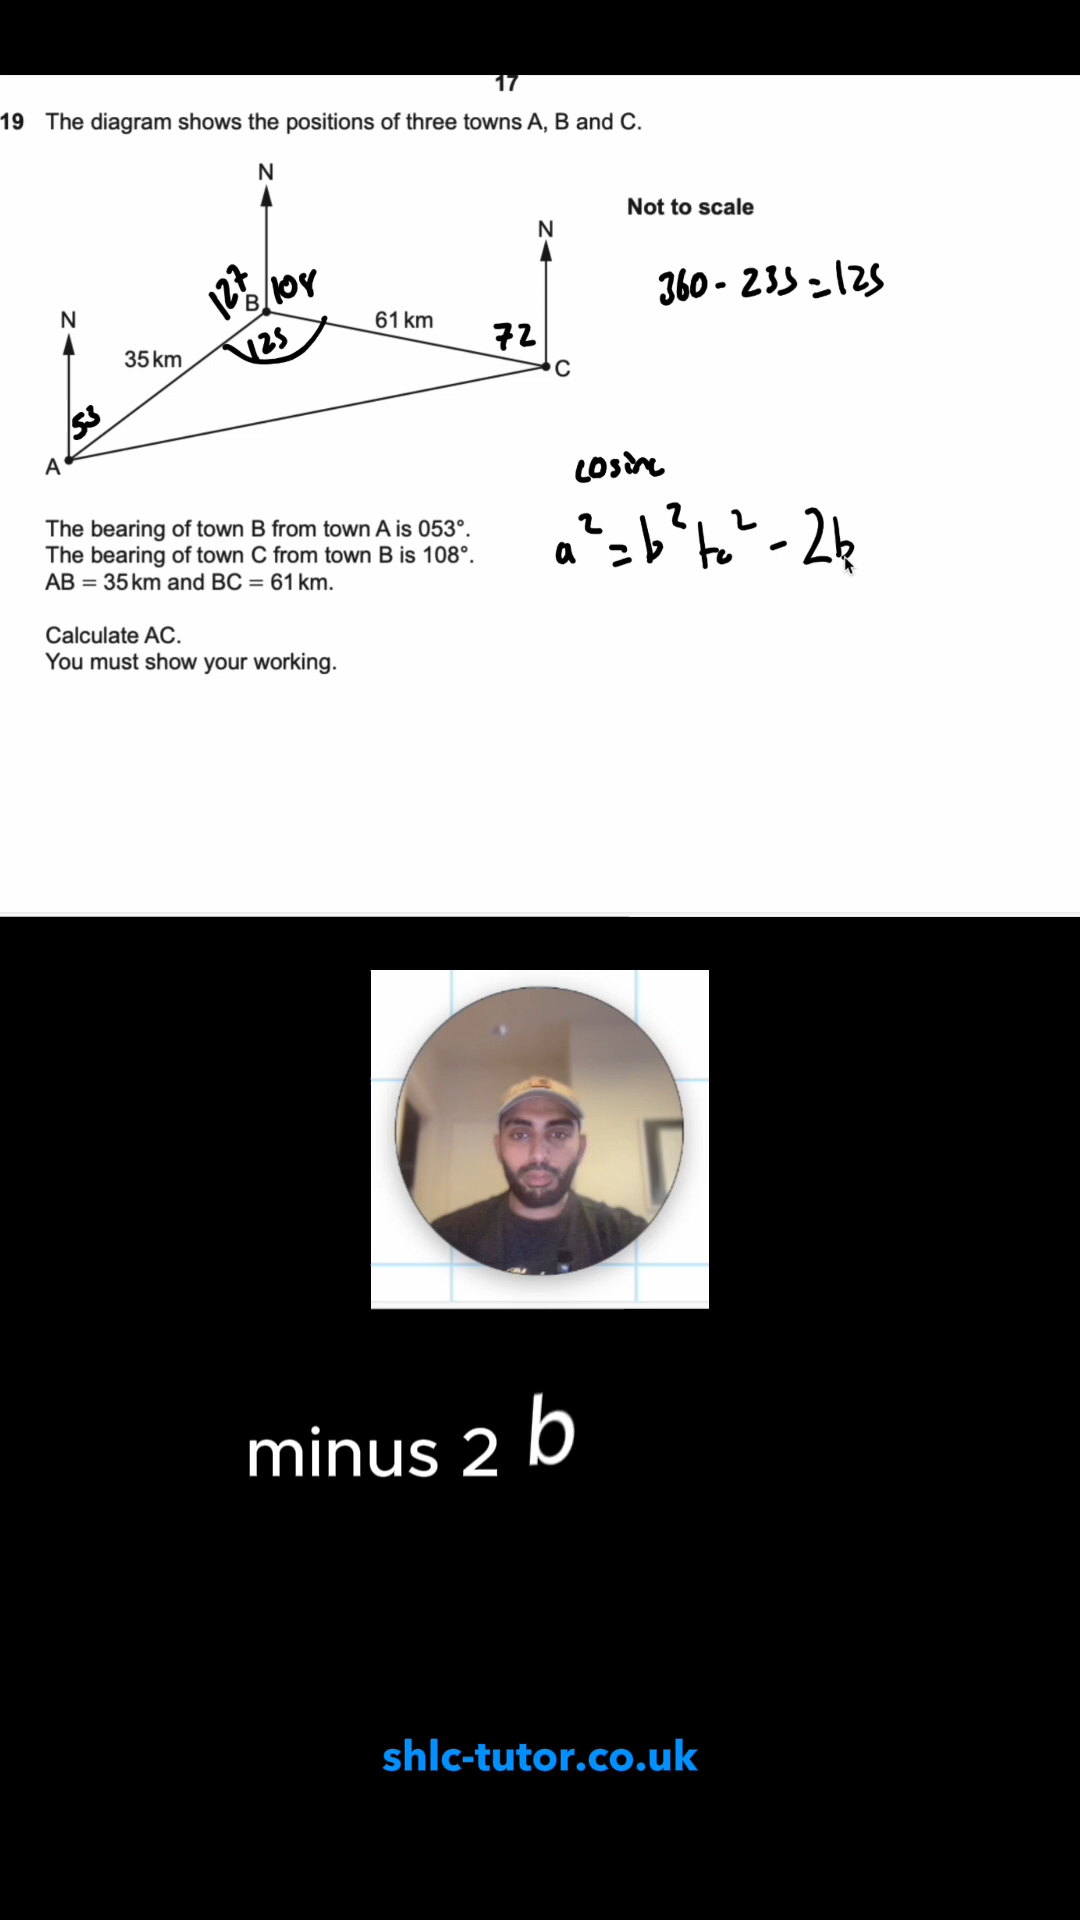 17
19 The diagram shows the positions of three towns A, B and C.
N
Not to scale
N
360 - 235 = 125
127
108
B
N
61 km
72
125
35 km
C
53
A
cosine
a² = b² + c² - 2b
The bearing of town B from town A is 053°.
The bearing of town C from town B is 108°.
AB = 35 km and BC = 61 km.
Calculate AC.
You must show your working.
minus 2 b
shlc-tutor.co.uk